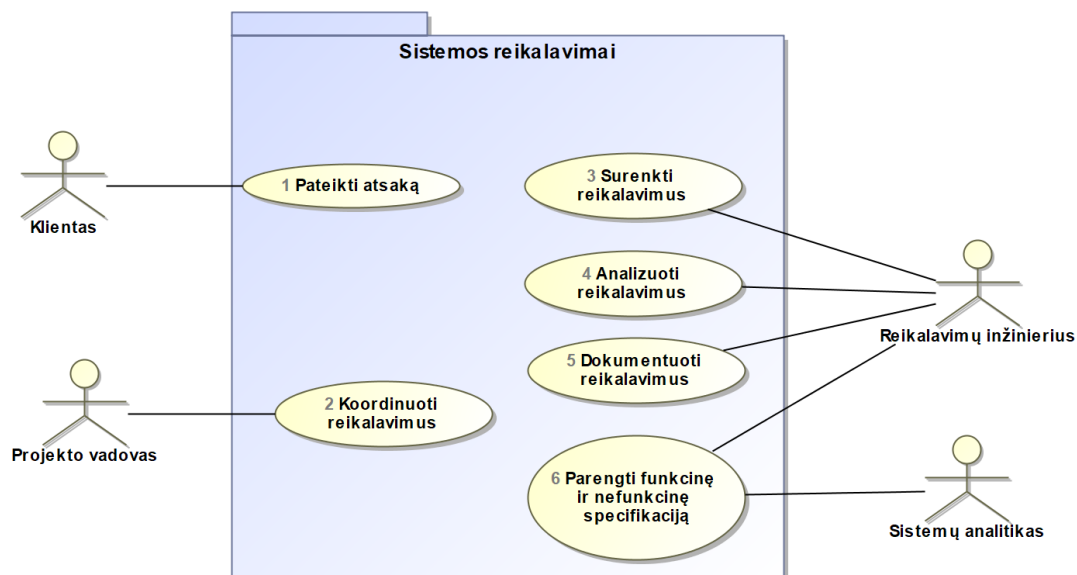 Sistemos reikalavimai
Klientas
1 Pateikti atsaką
3 Surenkti
reikalavimus
4 Analizuoti
reikalavimus
Reikalavimų inžinierius
5 Dokumentuoti
reikalavimus
2 Koordinuoti
reikalavimus
Projekto vadovas
6 Parengti funkcinę
ir nefunkcinę
specifikaciją
Sistemų analitikas